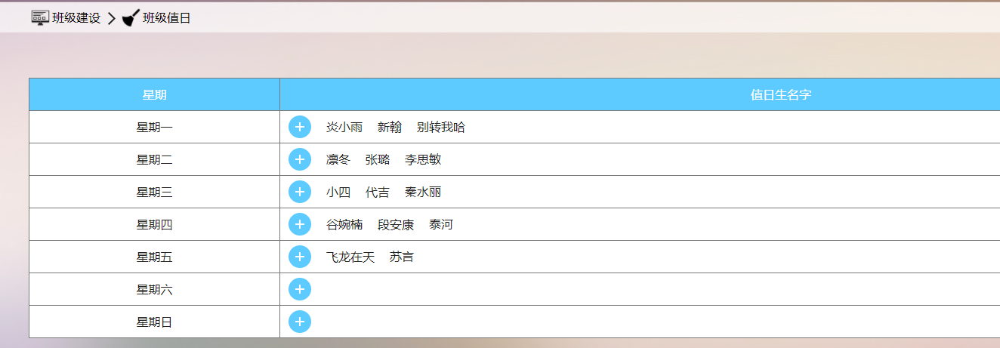 班级建设 > 班级值日
星期 值日生名字
星期一 炎小雨 新翰 别转我哈
星期二 凛冬 张璐 李思敏
星期三 小四 代吉 秦水丽
星期四 谷婉楠 段安康 泰河
星期五 飞龙在天 苏言
星期六
星期日